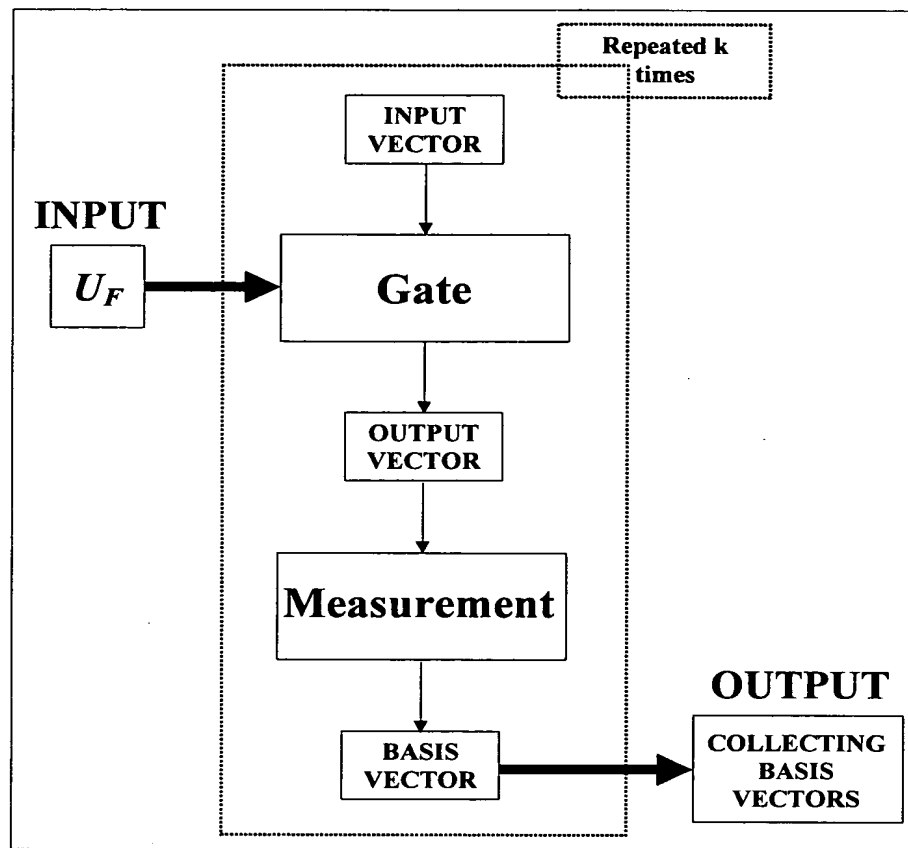 Repeated k
times
INPUT
VECTOR
INPUT
U_F
Gate
OUTPUT
VECTOR
Measurement
OUTPUT
BASIS
VECTOR
COLLECTING
BASIS
VECTORS